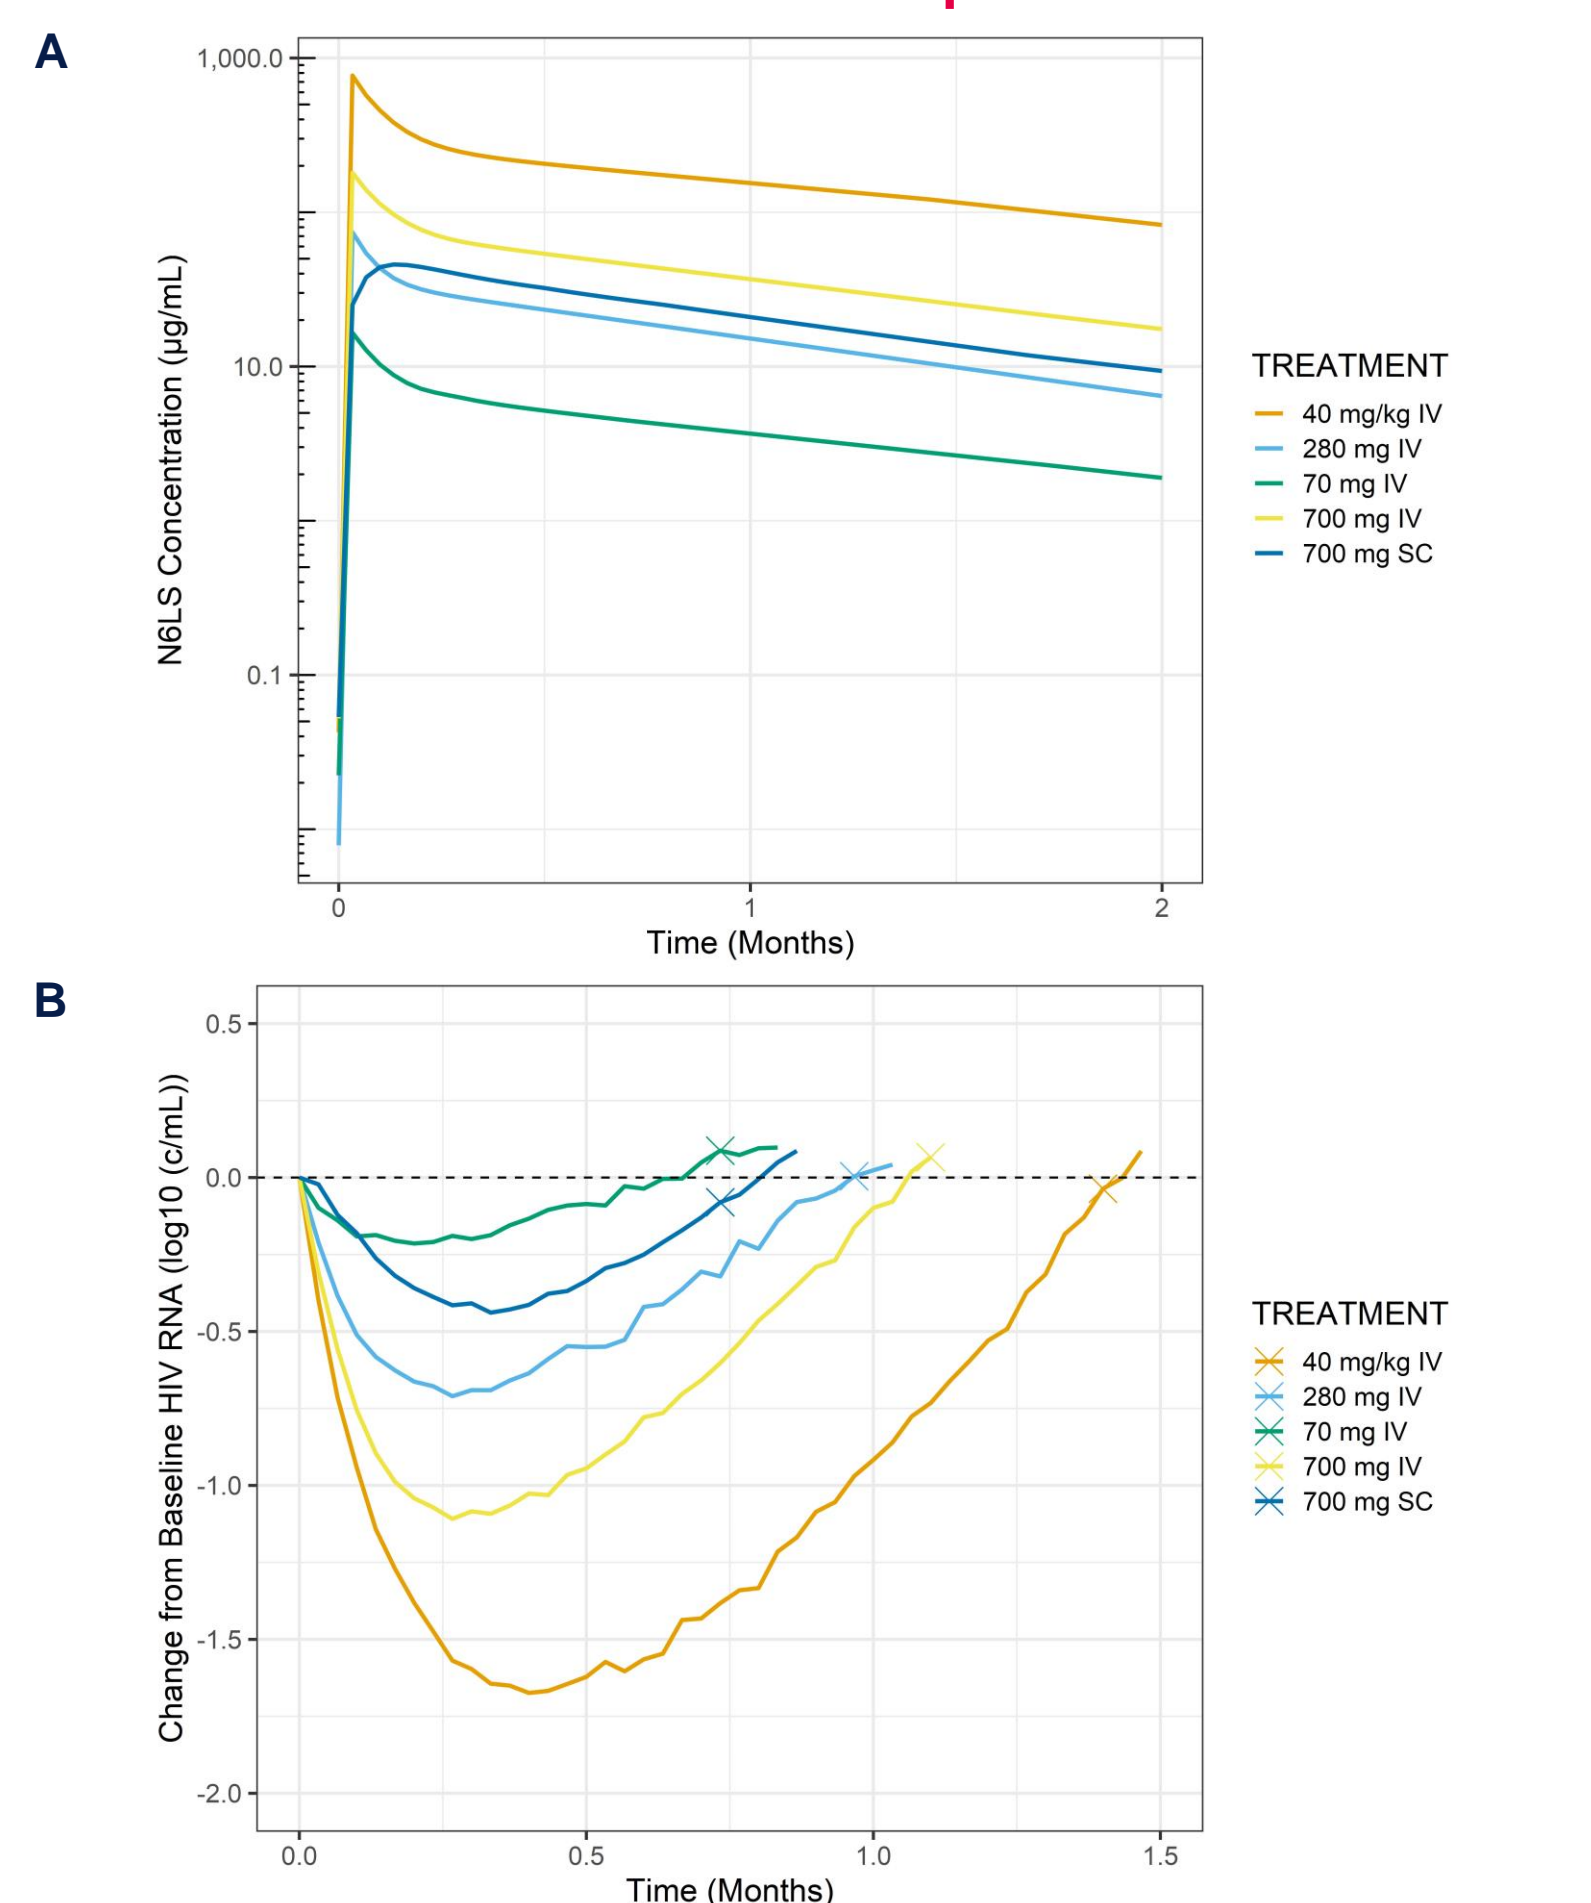 A
1,000.0
10.0
0.1
N6LS Concentration (µg/mL)
0
1
2
Time (Months)
TREATMENT
40 mg/kg IV
280 mg IV
70 mg IV
700 mg IV
700 mg SC
B
0.5
0.0
-0.5
-1.0
-1.5
-2.0
Change from Baseline HIV RNA (log10 (c/mL))
0.0
0.5
1.0
1.5
Time (Months)
TREATMENT
40 mg/kg IV
280 mg IV
70 mg IV
700 mg IV
700 mg SC